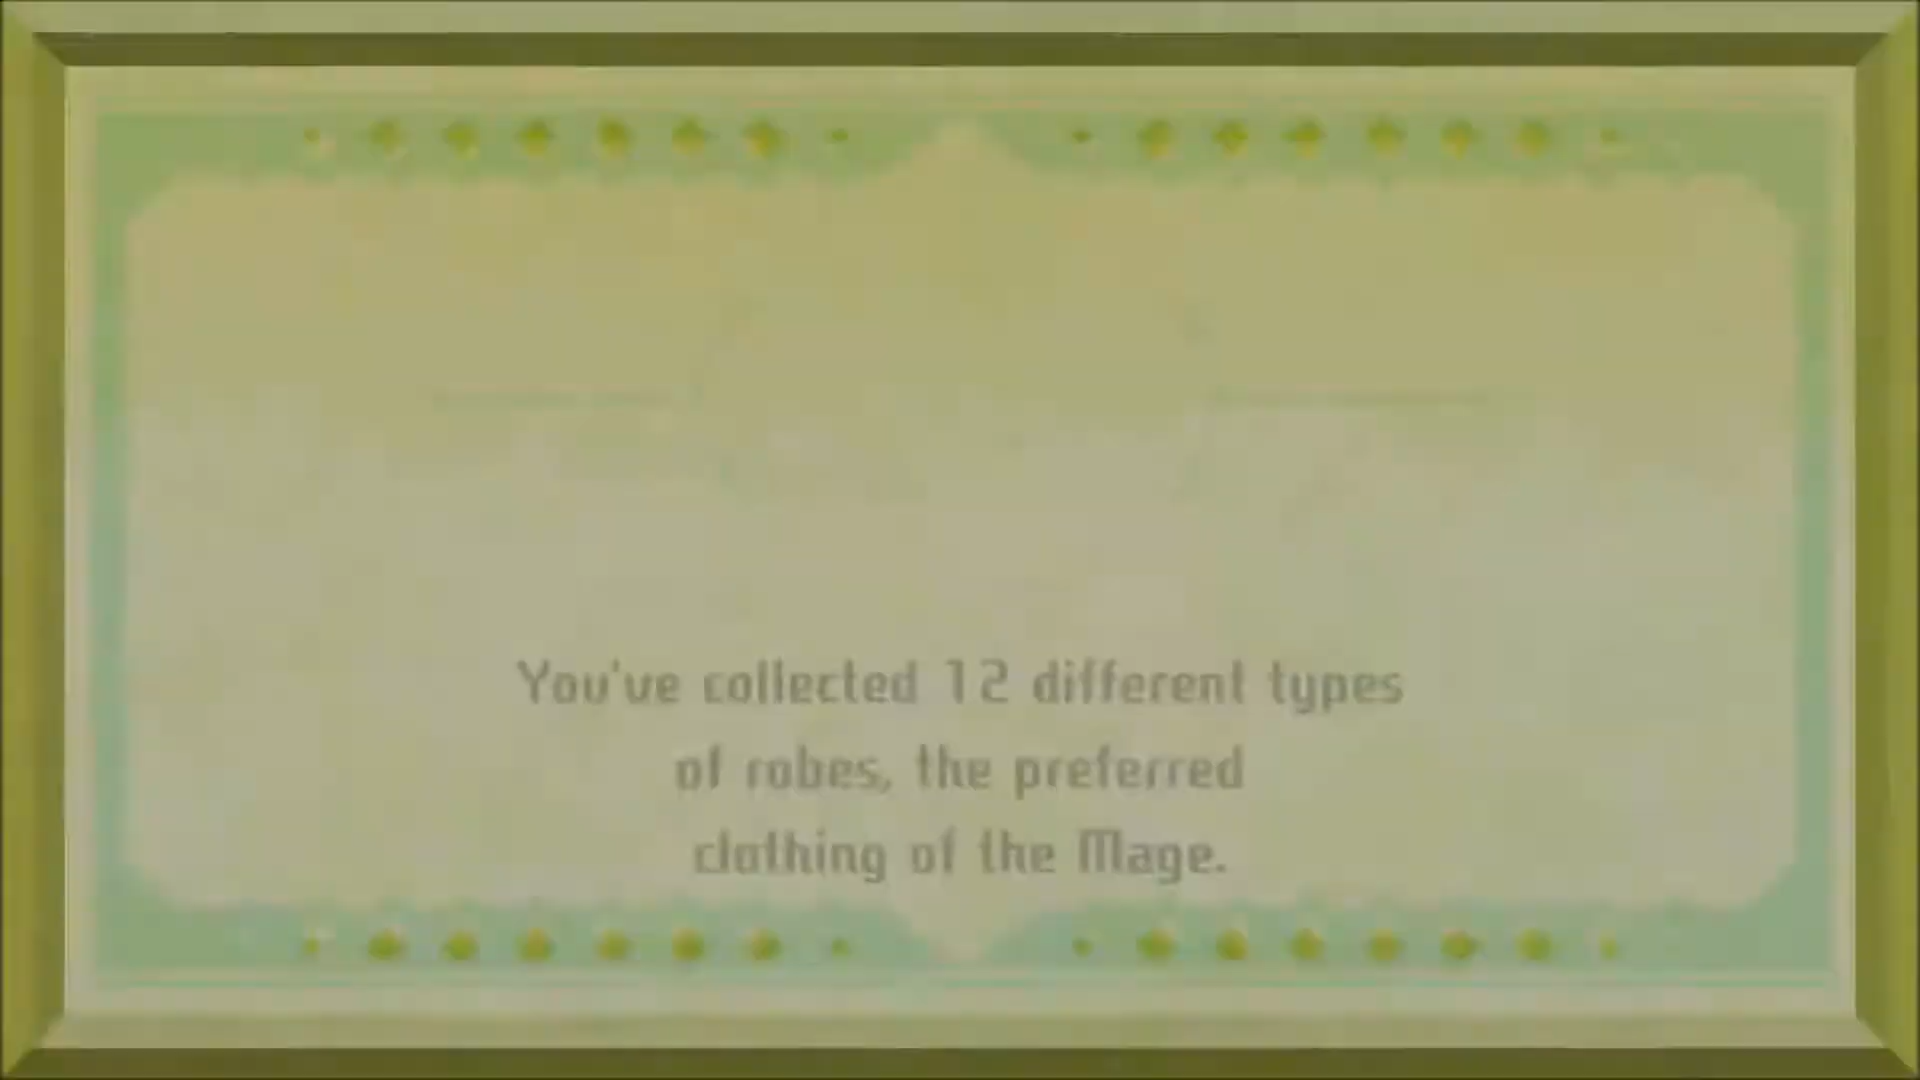 You've collected 12 different types
of robes, the preferred
clothing of the Mage.